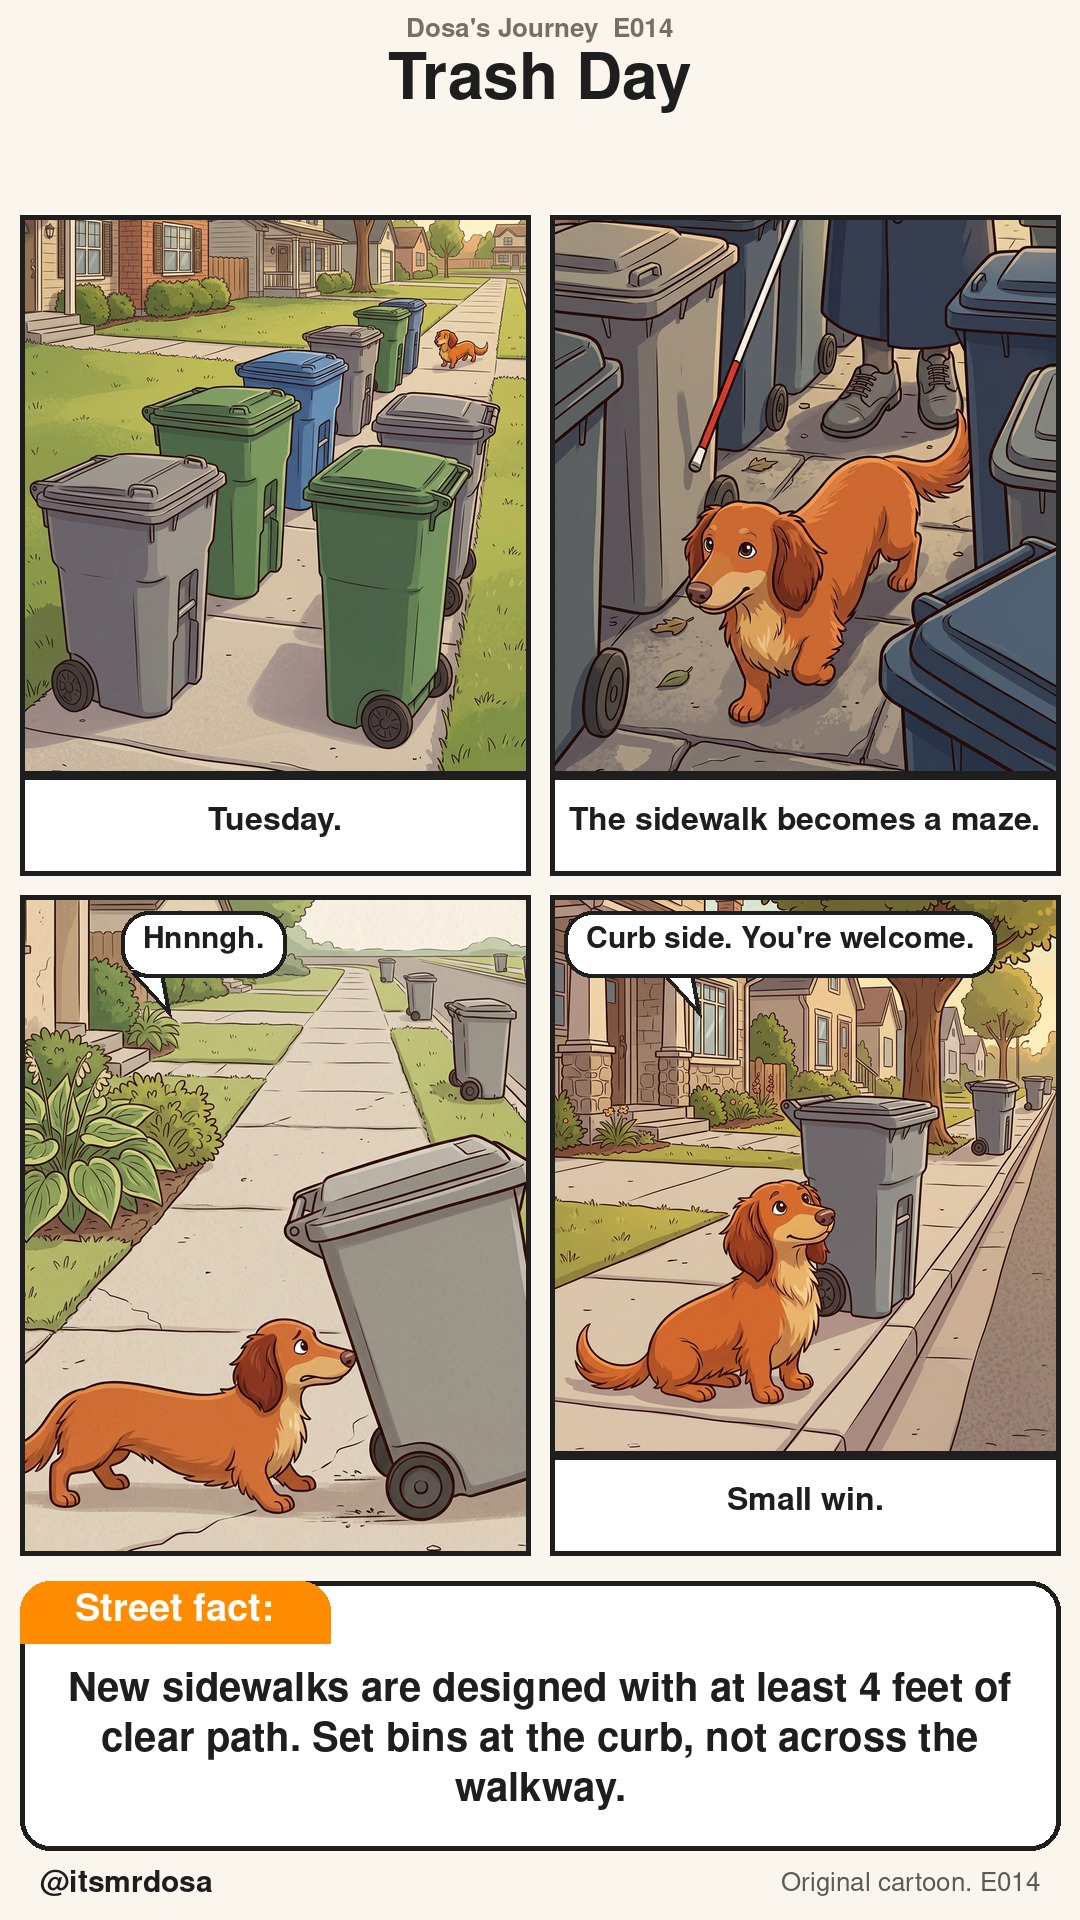 Dosa's Journey E014
Trash Day
Tuesday.
The sidewalk becomes a maze.
Hnnngh.
Curb side. You're welcome.
Small win.
Street fact:
New sidewalks are designed with at least 4 feet of
clear path. Set bins at the curb, not across the
walkway.
@itsmrdosa
Original cartoon. E014